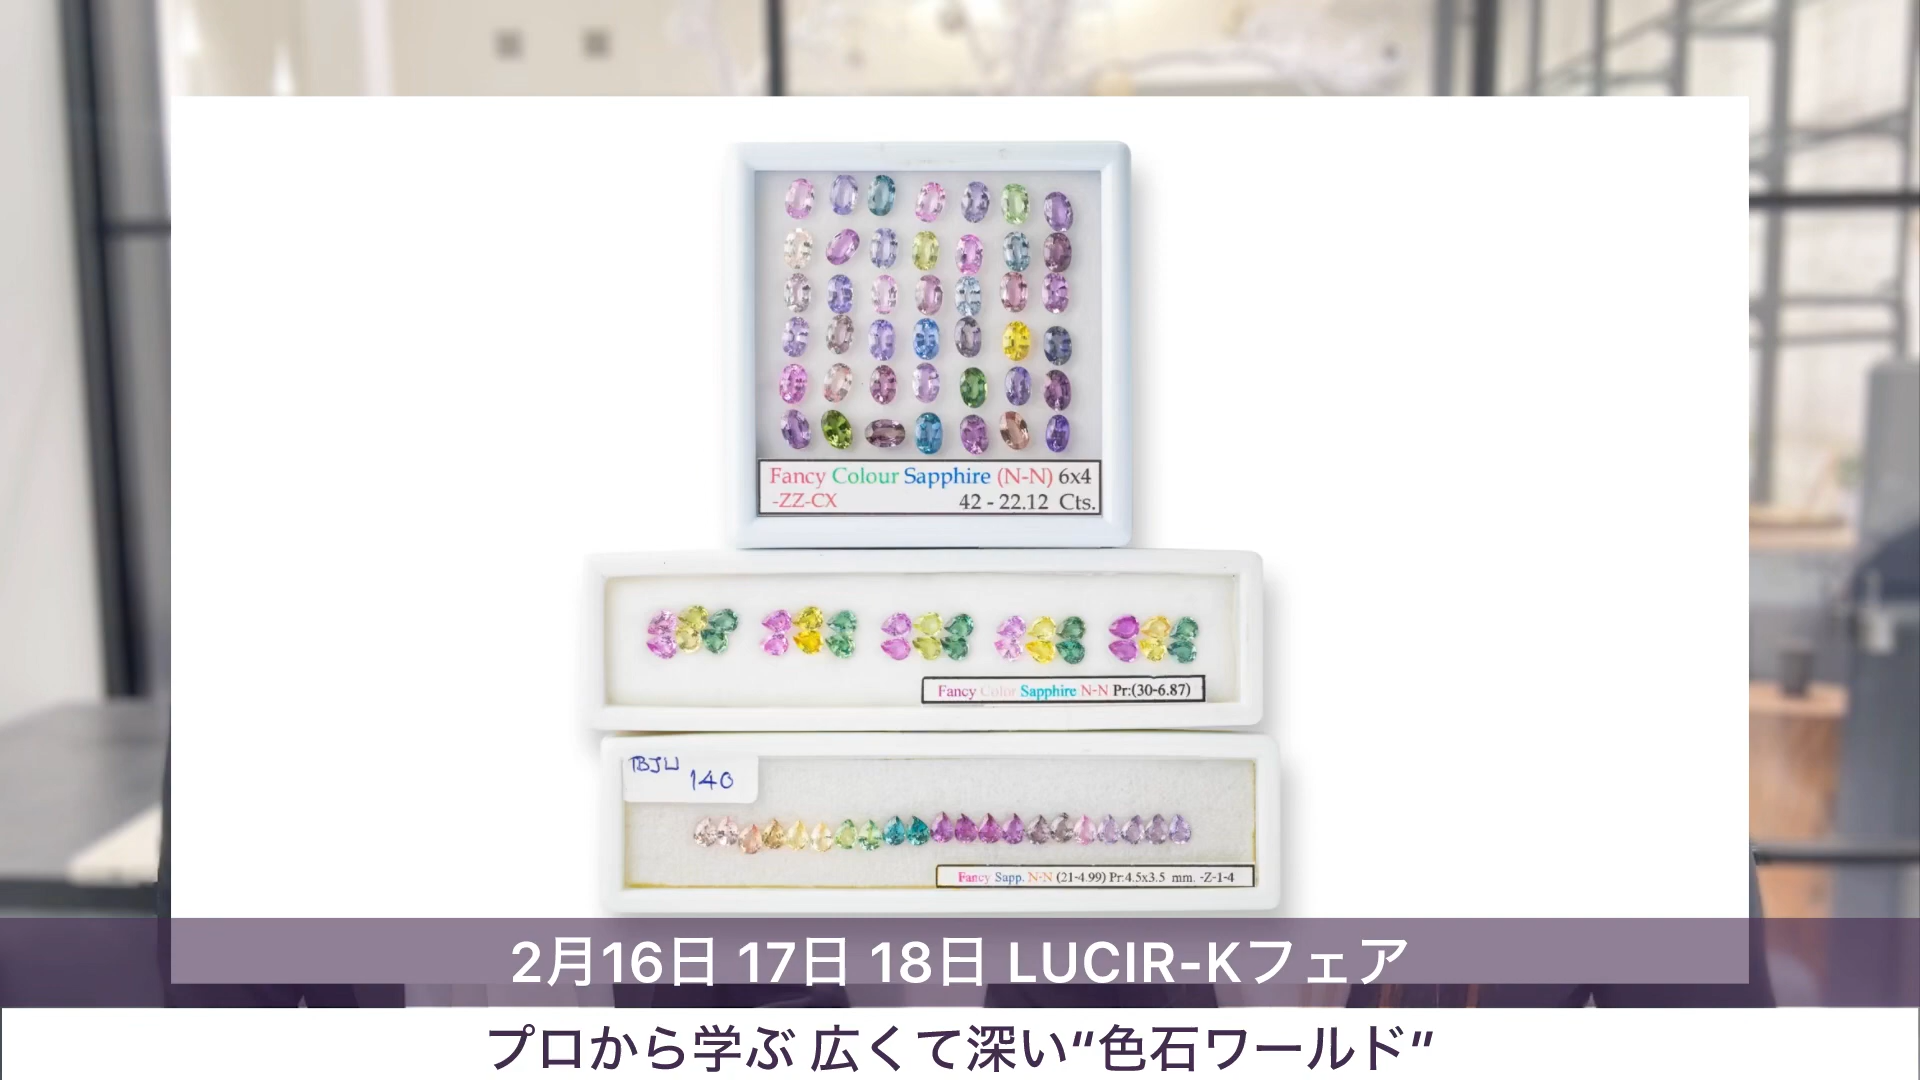 Fancy Colour Sapphire (N-N) 6x4
-ZZ-CX 42 - 22.12 Cts.
Fancy Color Sapphire N-N Pr:(30-6.87)
TBJW
140
Fancy Sapp. N-N (21-4.99) Pr:4.5x3.5 mm. -Z-1-4
2月16日 17日 18日 LUCIR-Kフェア
プロから学ぶ 広くて深い“色石ワールド”